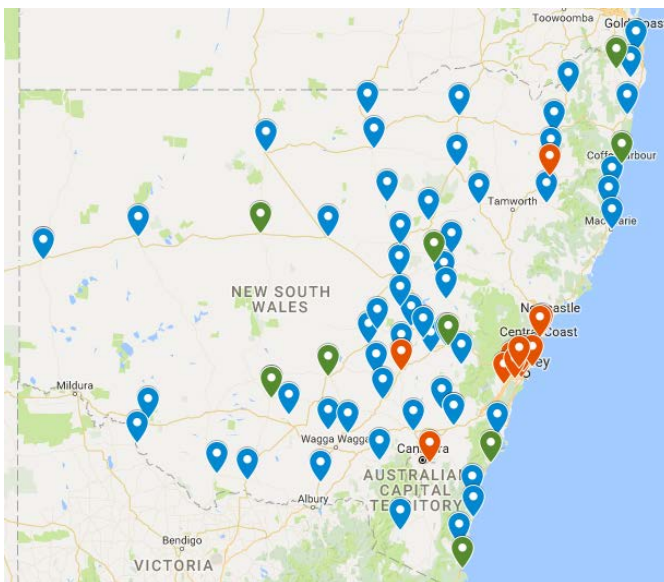 Toowoomba
Gold Coast
Coffs Harbour
Tamworth
Macquarie
NEW SOUTH
WALES
Newcastle
Central Coast
Mildura
Wagga Wagga
Canberra
AUSTRALIAN
CAPITAL
TERRITORY
Albury
Bendigo
VICTORIA